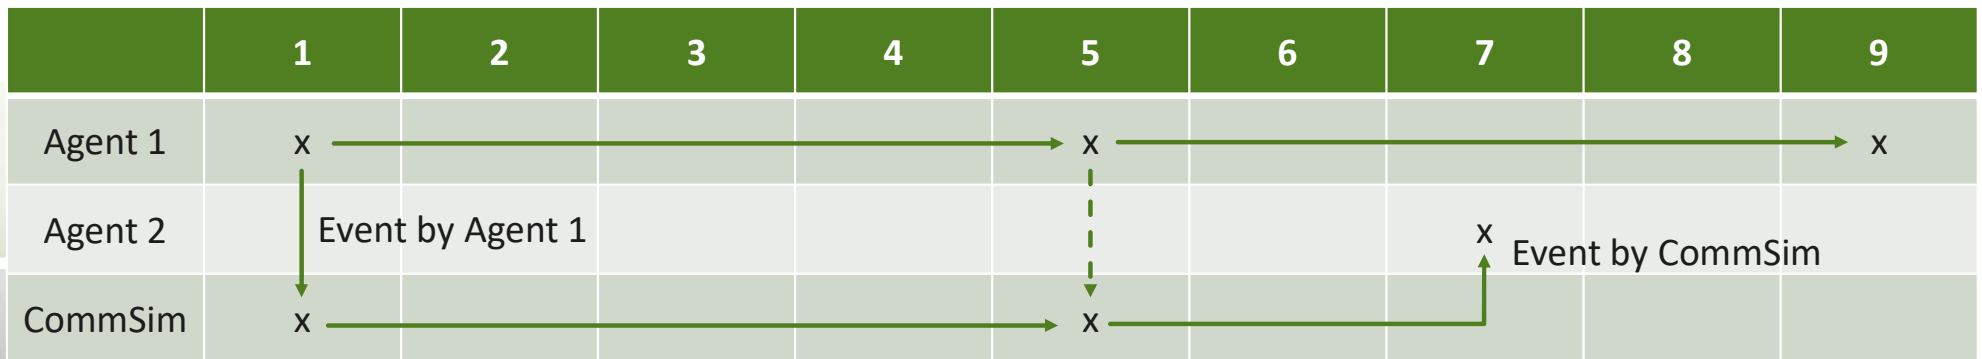 1 2 3 4 5 6 7 8 9
Agent 1 x x x
Agent 2 Event by Agent 1 x Event by CommSim
CommSim x x